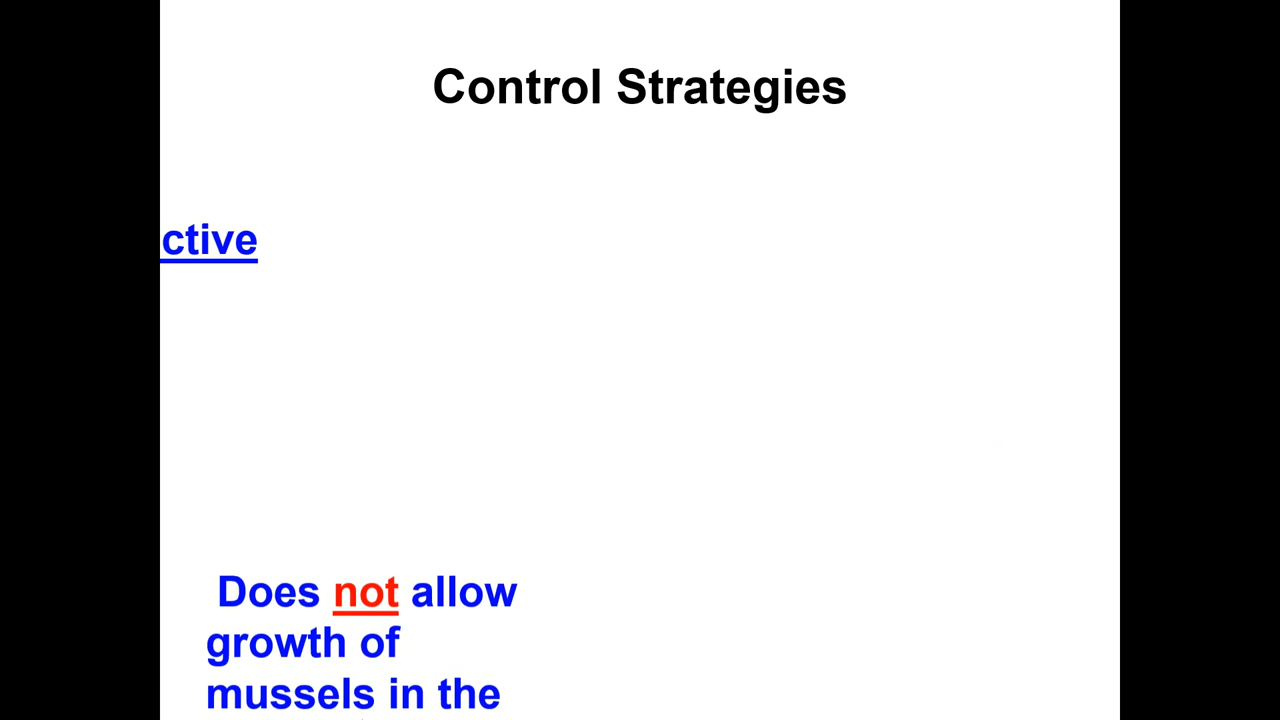 Control Strategies
ctive
Does not allow
growth of
mussels in the